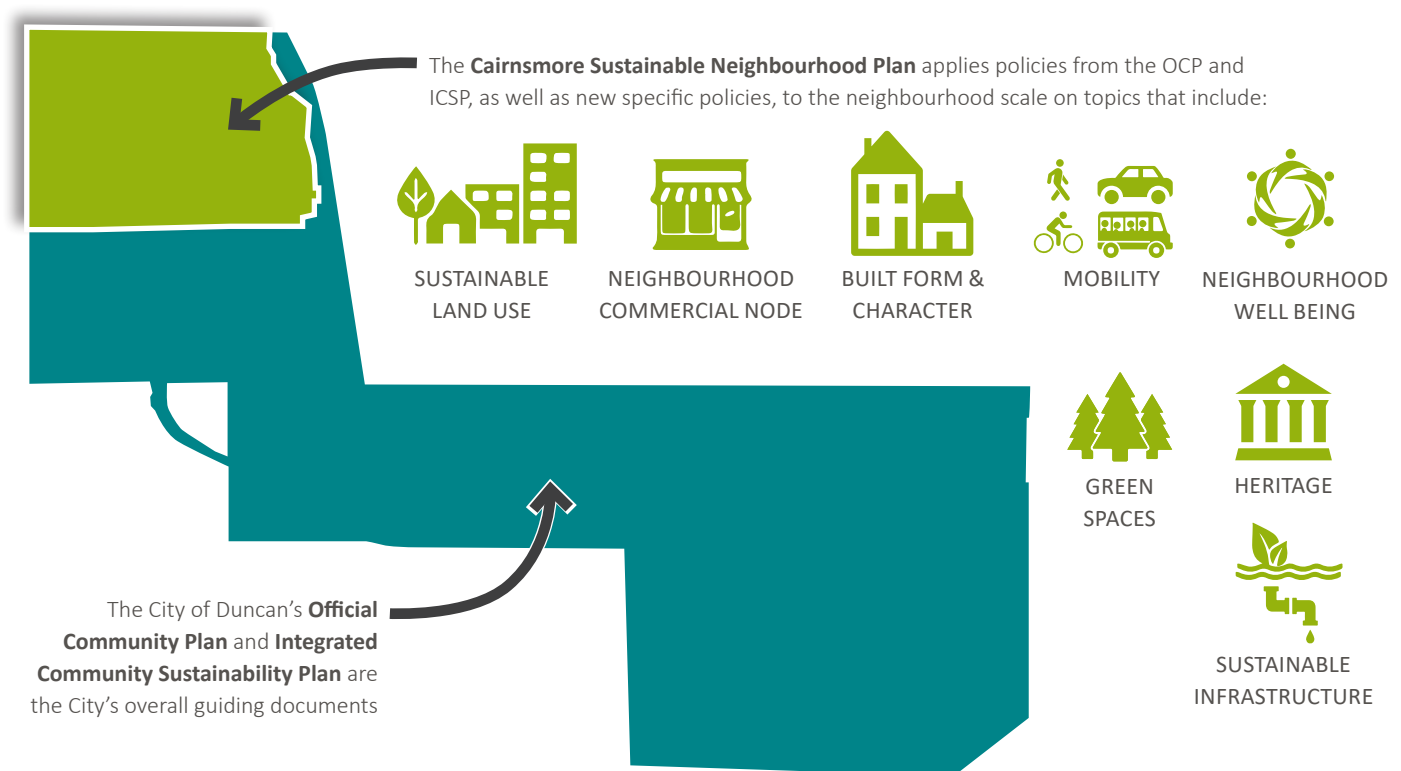 The Cairnsmore Sustainable Neighbourhood Plan applies policies from the OCP and
ICSP, as well as new specific policies, to the neighbourhood scale on topics that include:
SUSTAINABLE
LAND USE
NEIGHBOURHOOD
COMMERCIAL NODE
BUILT FORM &
CHARACTER
MOBILITY
NEIGHBOURHOOD
WELL BEING
GREEN
SPACES
HERITAGE
SUSTAINABLE
INFRASTRUCTURE
The City of Duncan’s Official
Community Plan and Integrated
Community Sustainability Plan are
the City’s overall guiding documents